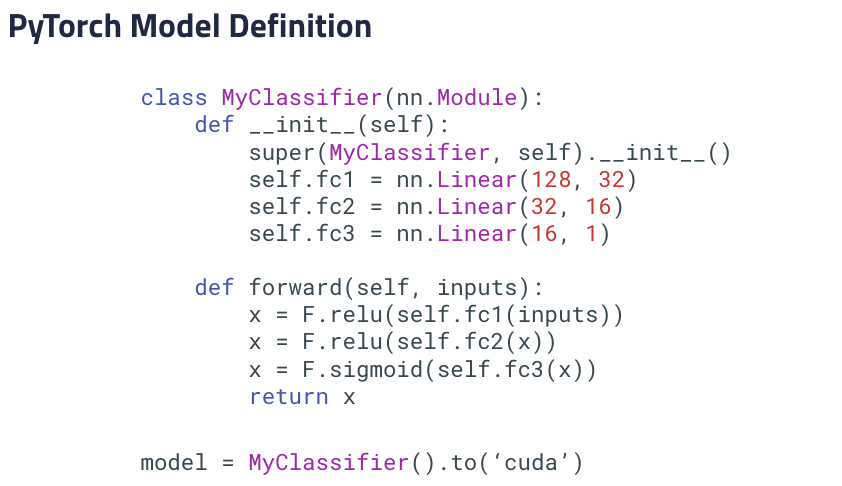 PyTorch Model Definition
class MyClassifier(nn.Module):
    def __init__(self):
        super(MyClassifier, self).__init__()
        self.fc1 = nn.Linear(128, 32)
        self.fc2 = nn.Linear(32, 16)
        self.fc3 = nn.Linear(16, 1)
    def forward(self, inputs):
        x = F.relu(self.fc1(inputs))
        x = F.relu(self.fc2(x))
        x = F.sigmoid(self.fc3(x))
        return x
model = MyClassifier().to(‘cuda’)